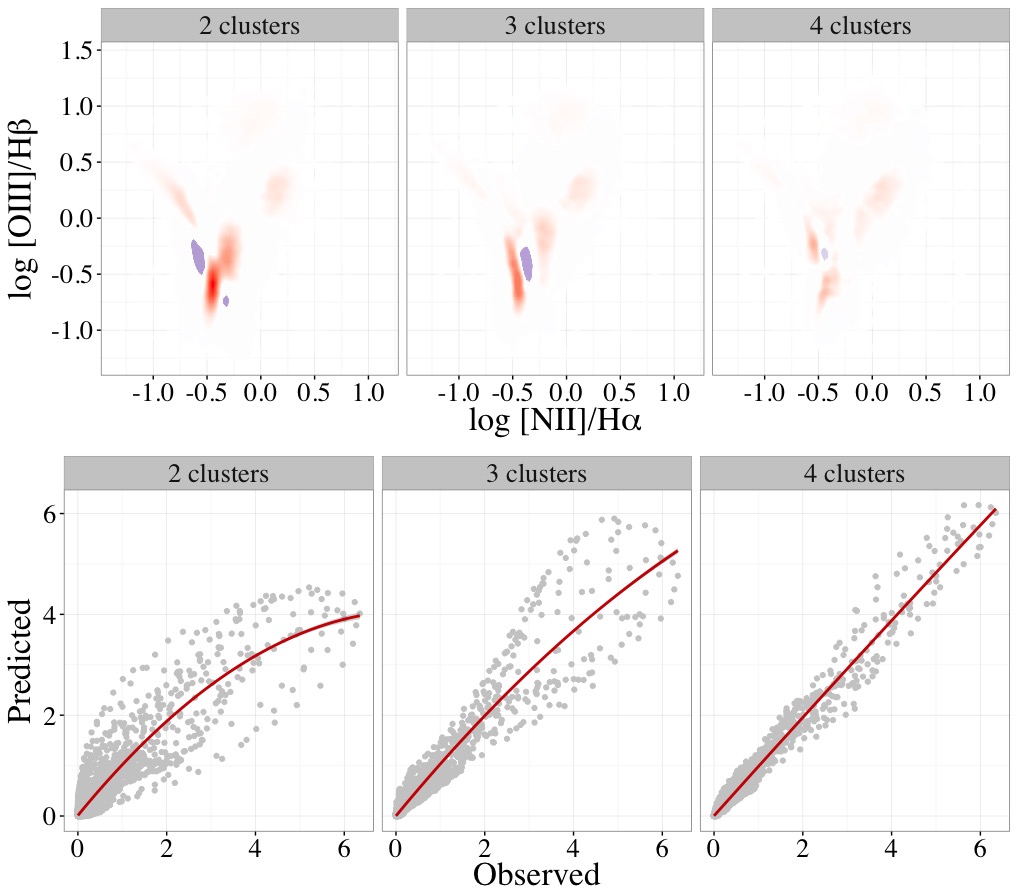 2 clusters 3 clusters 4 clusters
1.5
1.0
0.5
0.0
-0.5
-1.0
log [OIII]/Hβ
-1.0 -0.5 0.0 0.5 1.0 -1.0 -0.5 0.0 0.5 1.0 -1.0 -0.5 0.0 0.5 1.0
log [NII]/Hα
2 clusters 3 clusters 4 clusters
6
4
2
0
Predicted
0 2 4 6 0 2 4 6 0 2 4 6
Observed